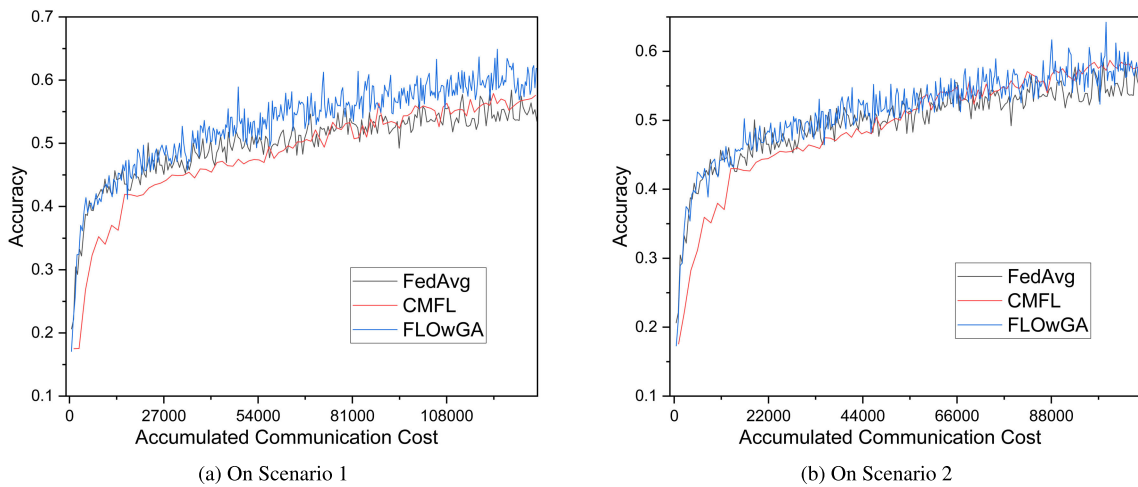 0.7
0.6
0.5
0.4
0.3
0.2
0.1
Accuracy
FedAvg
CMFL
FLOwGA
0 27000 54000 81000 108000
Accumulated Communication Cost
(a) On Scenario 1
0.6
0.5
0.4
0.3
0.2
0.1
Accuracy
FedAvg
CMFL
FLOwGA
0 22000 44000 66000 88000
Accumulated Communication Cost
(b) On Scenario 2